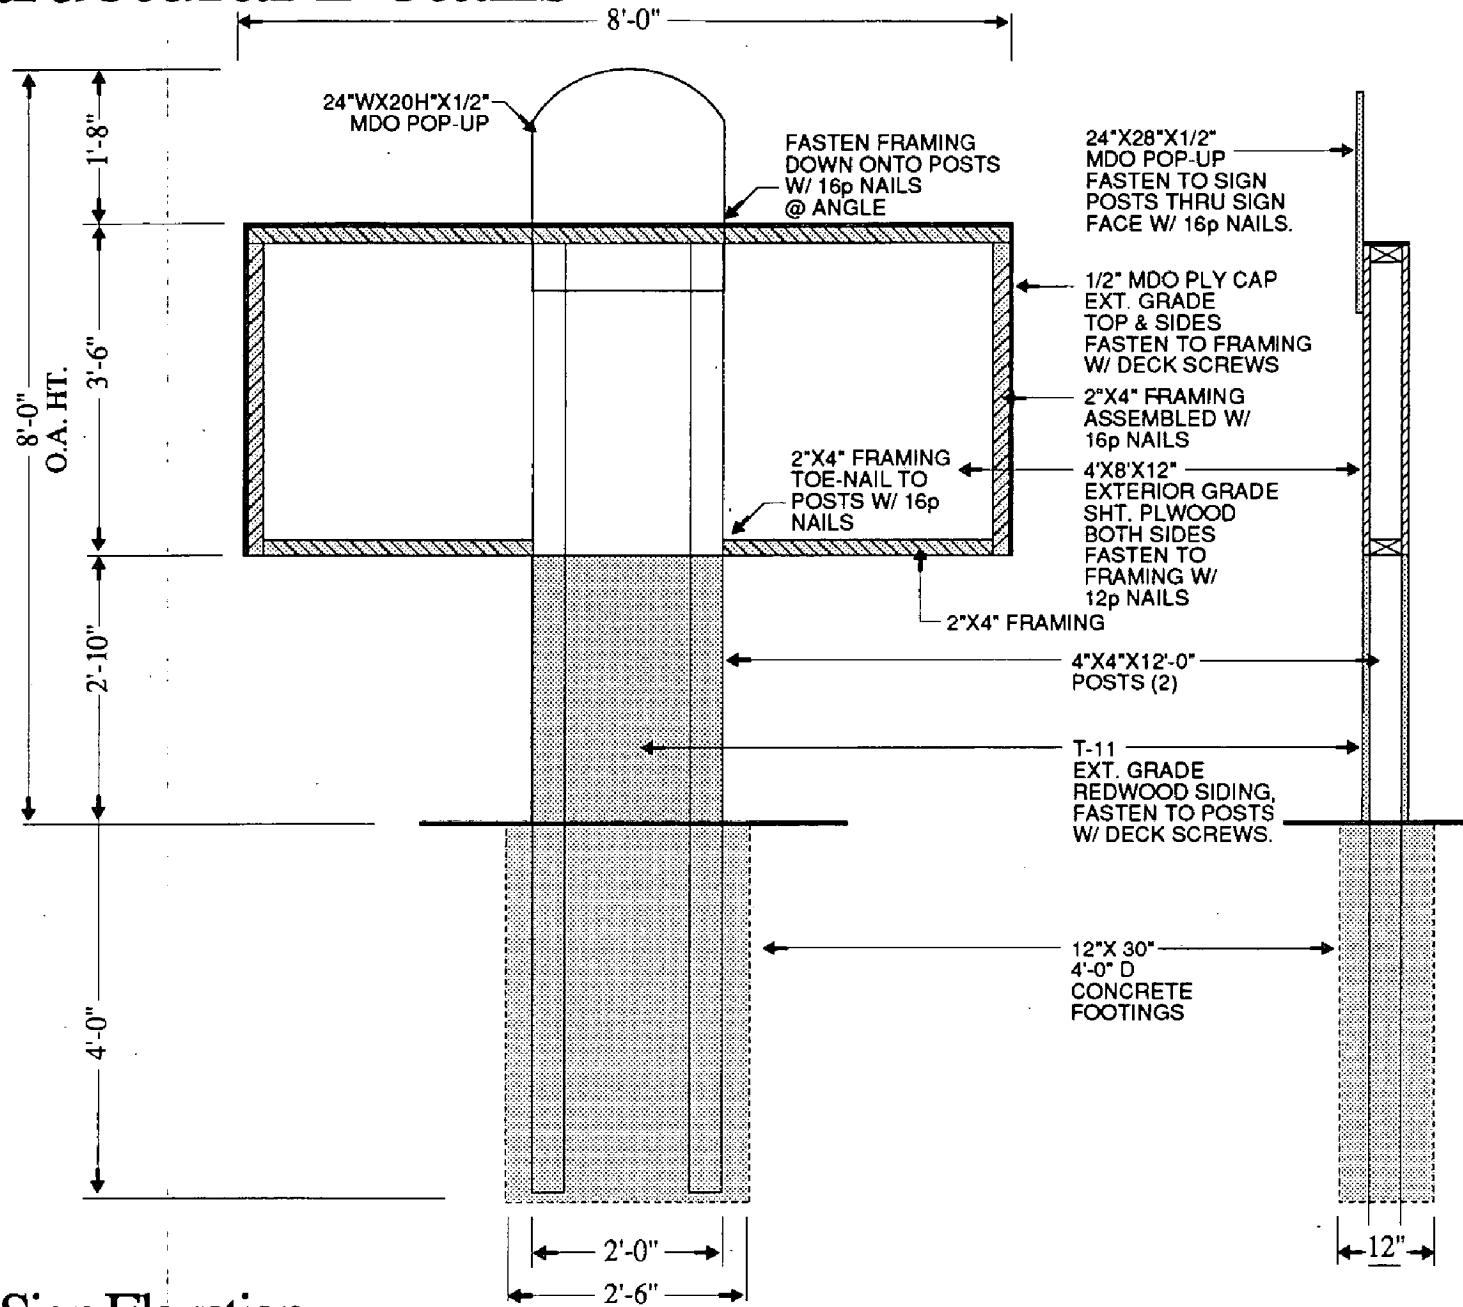 8'-0"
24"WX20H"X1/2"
MDO POP-UP
FASTEN FRAMING
DOWN ONTO POSTS
W/ 16p NAILS
@ ANGLE
24"X28"X1/2"
MDO POP-UP
FASTEN TO SIGN
POSTS THRU SIGN
FACE W/ 16p NAILS.
1'-8"
3'-6"
8'-0"
O.A. HT.
1/2" MDO PLY CAP
EXT. GRADE
TOP & SIDES
FASTEN TO FRAMING
W/ DECK SCREWS
2"X4" FRAMING
ASSEMBLED W/
16p NAILS
2"X4" FRAMING
TOE-NAIL TO
POSTS W/ 16p
NAILS
4'X8'X12"
EXTERIOR GRADE
SHT. PLWOOD
BOTH SIDES
FASTEN TO
FRAMING W/
12p NAILS
2"X4" FRAMING
2'-10"
4"X4"X12'-0"
POSTS (2)
T-11
EXT. GRADE
REDWOOD SIDING,
FASTEN TO POSTS
W/ DECK SCREWS.
4'-0"
12"X 30"
4'-0" D
CONCRETE
FOOTINGS
2'-0"
2'-6"
12"
Sign Elevation